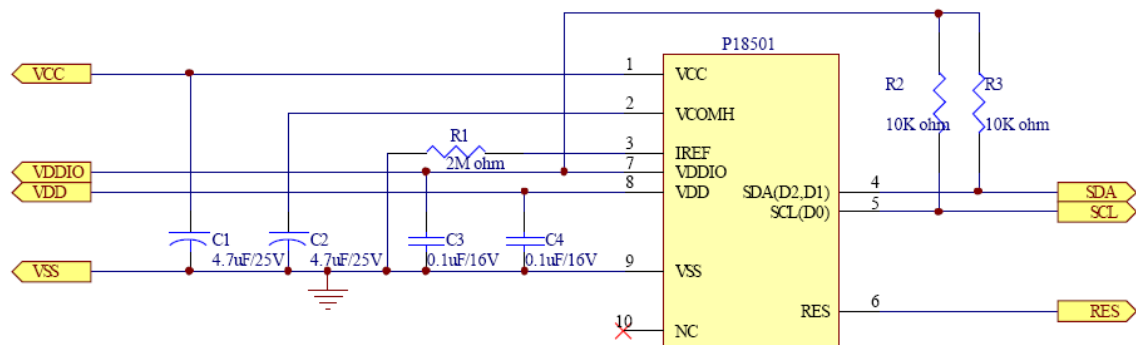 P18501
VCC
1
VCC
R2
R3
2
VCOMH
10K ohm
10K ohm
R1
3
IREF
2M ohm
VDDIO
7
VDDIO
VDD
8
VDD
SDA(D2,D1)
4
SDA
SCL(D0)
5
SCL
C1
C2
C3
C4
4.7uF/25V
4.7uF/25V
0.1uF/16V
0.1uF/16V
VSS
9
VSS
RES
6
RES
10
NC